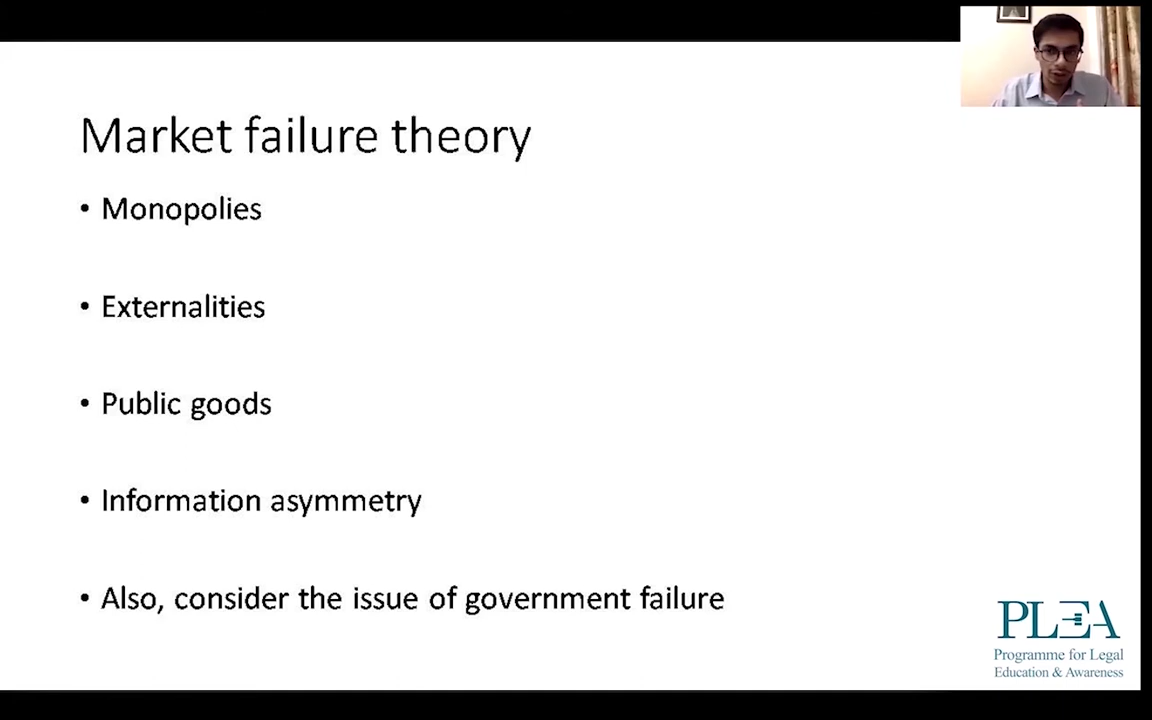 Market failure theory
• Monopolies
• Externalities
• Public goods
• Information asymmetry
• Also, consider the issue of government failure
PLEA
Programme for Legal
Education & Awareness